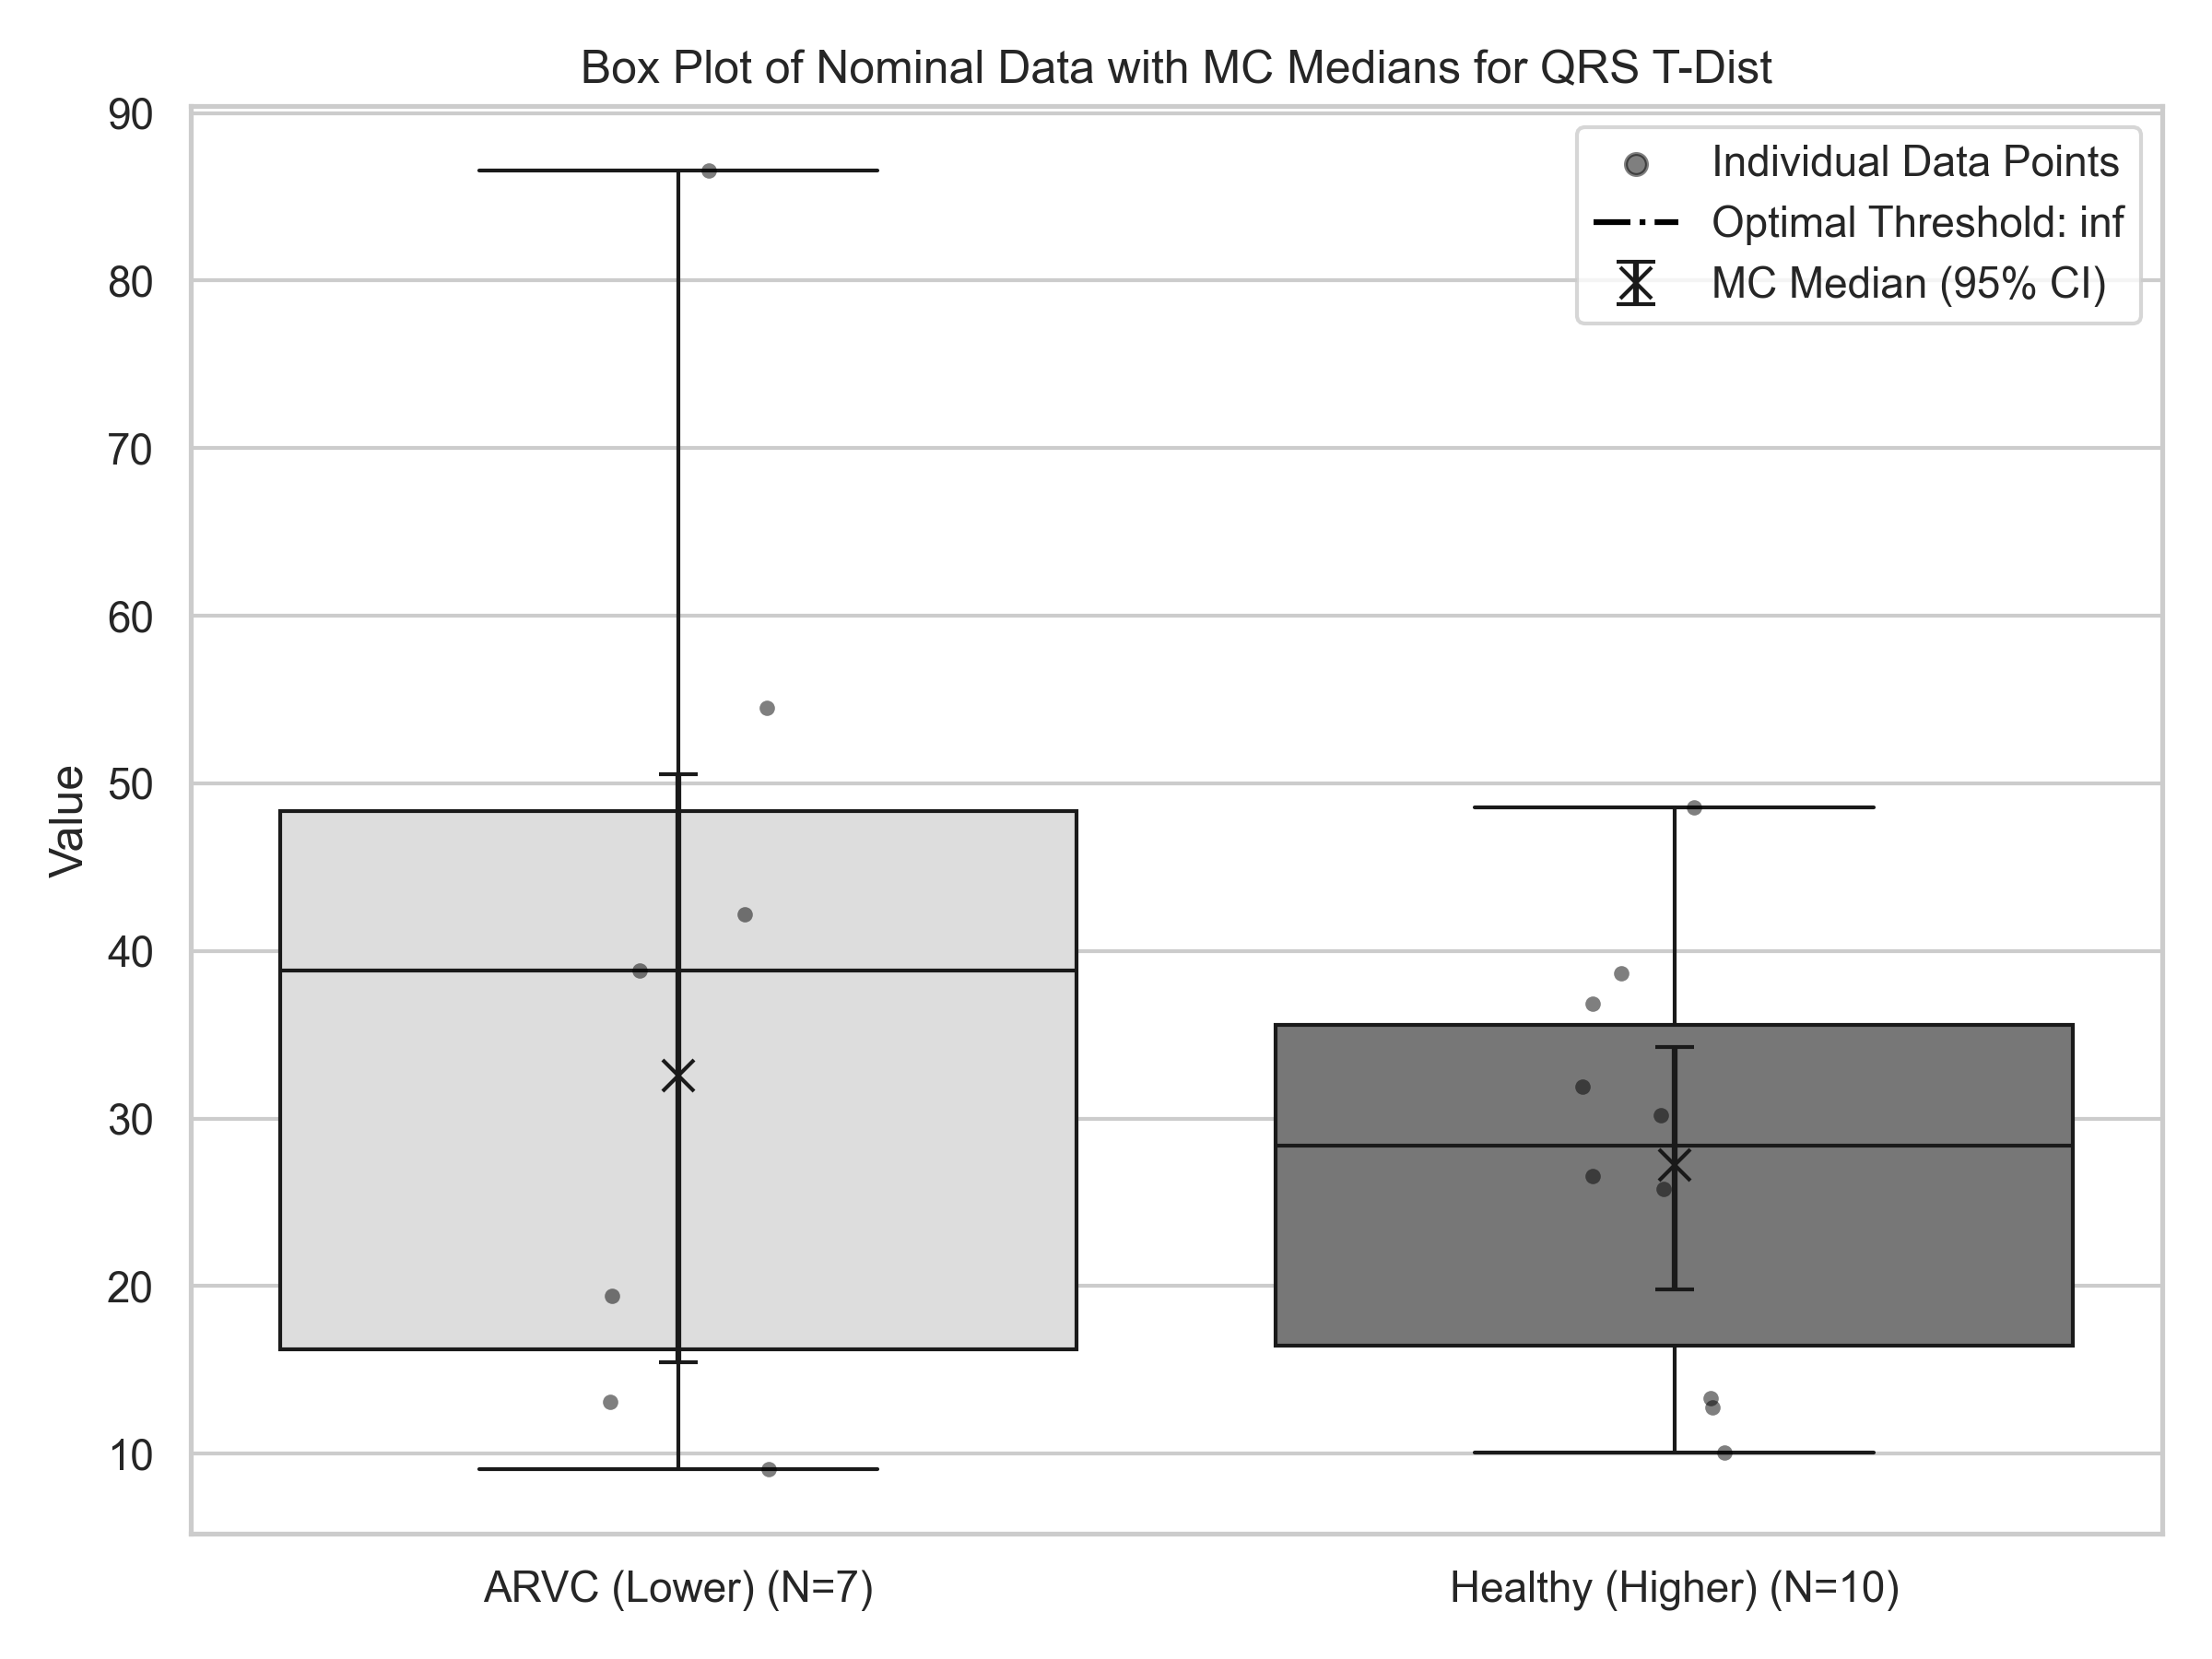 Box Plot of Nominal Data with MC Medians for QRS T-Dist
90
80
70
60
50
40
30
20
10
Value
Individual Data Points
Optimal Threshold: inf
MC Median (95% CI)
ARVC (Lower) (N=7)
Healthy (Higher) (N=10)